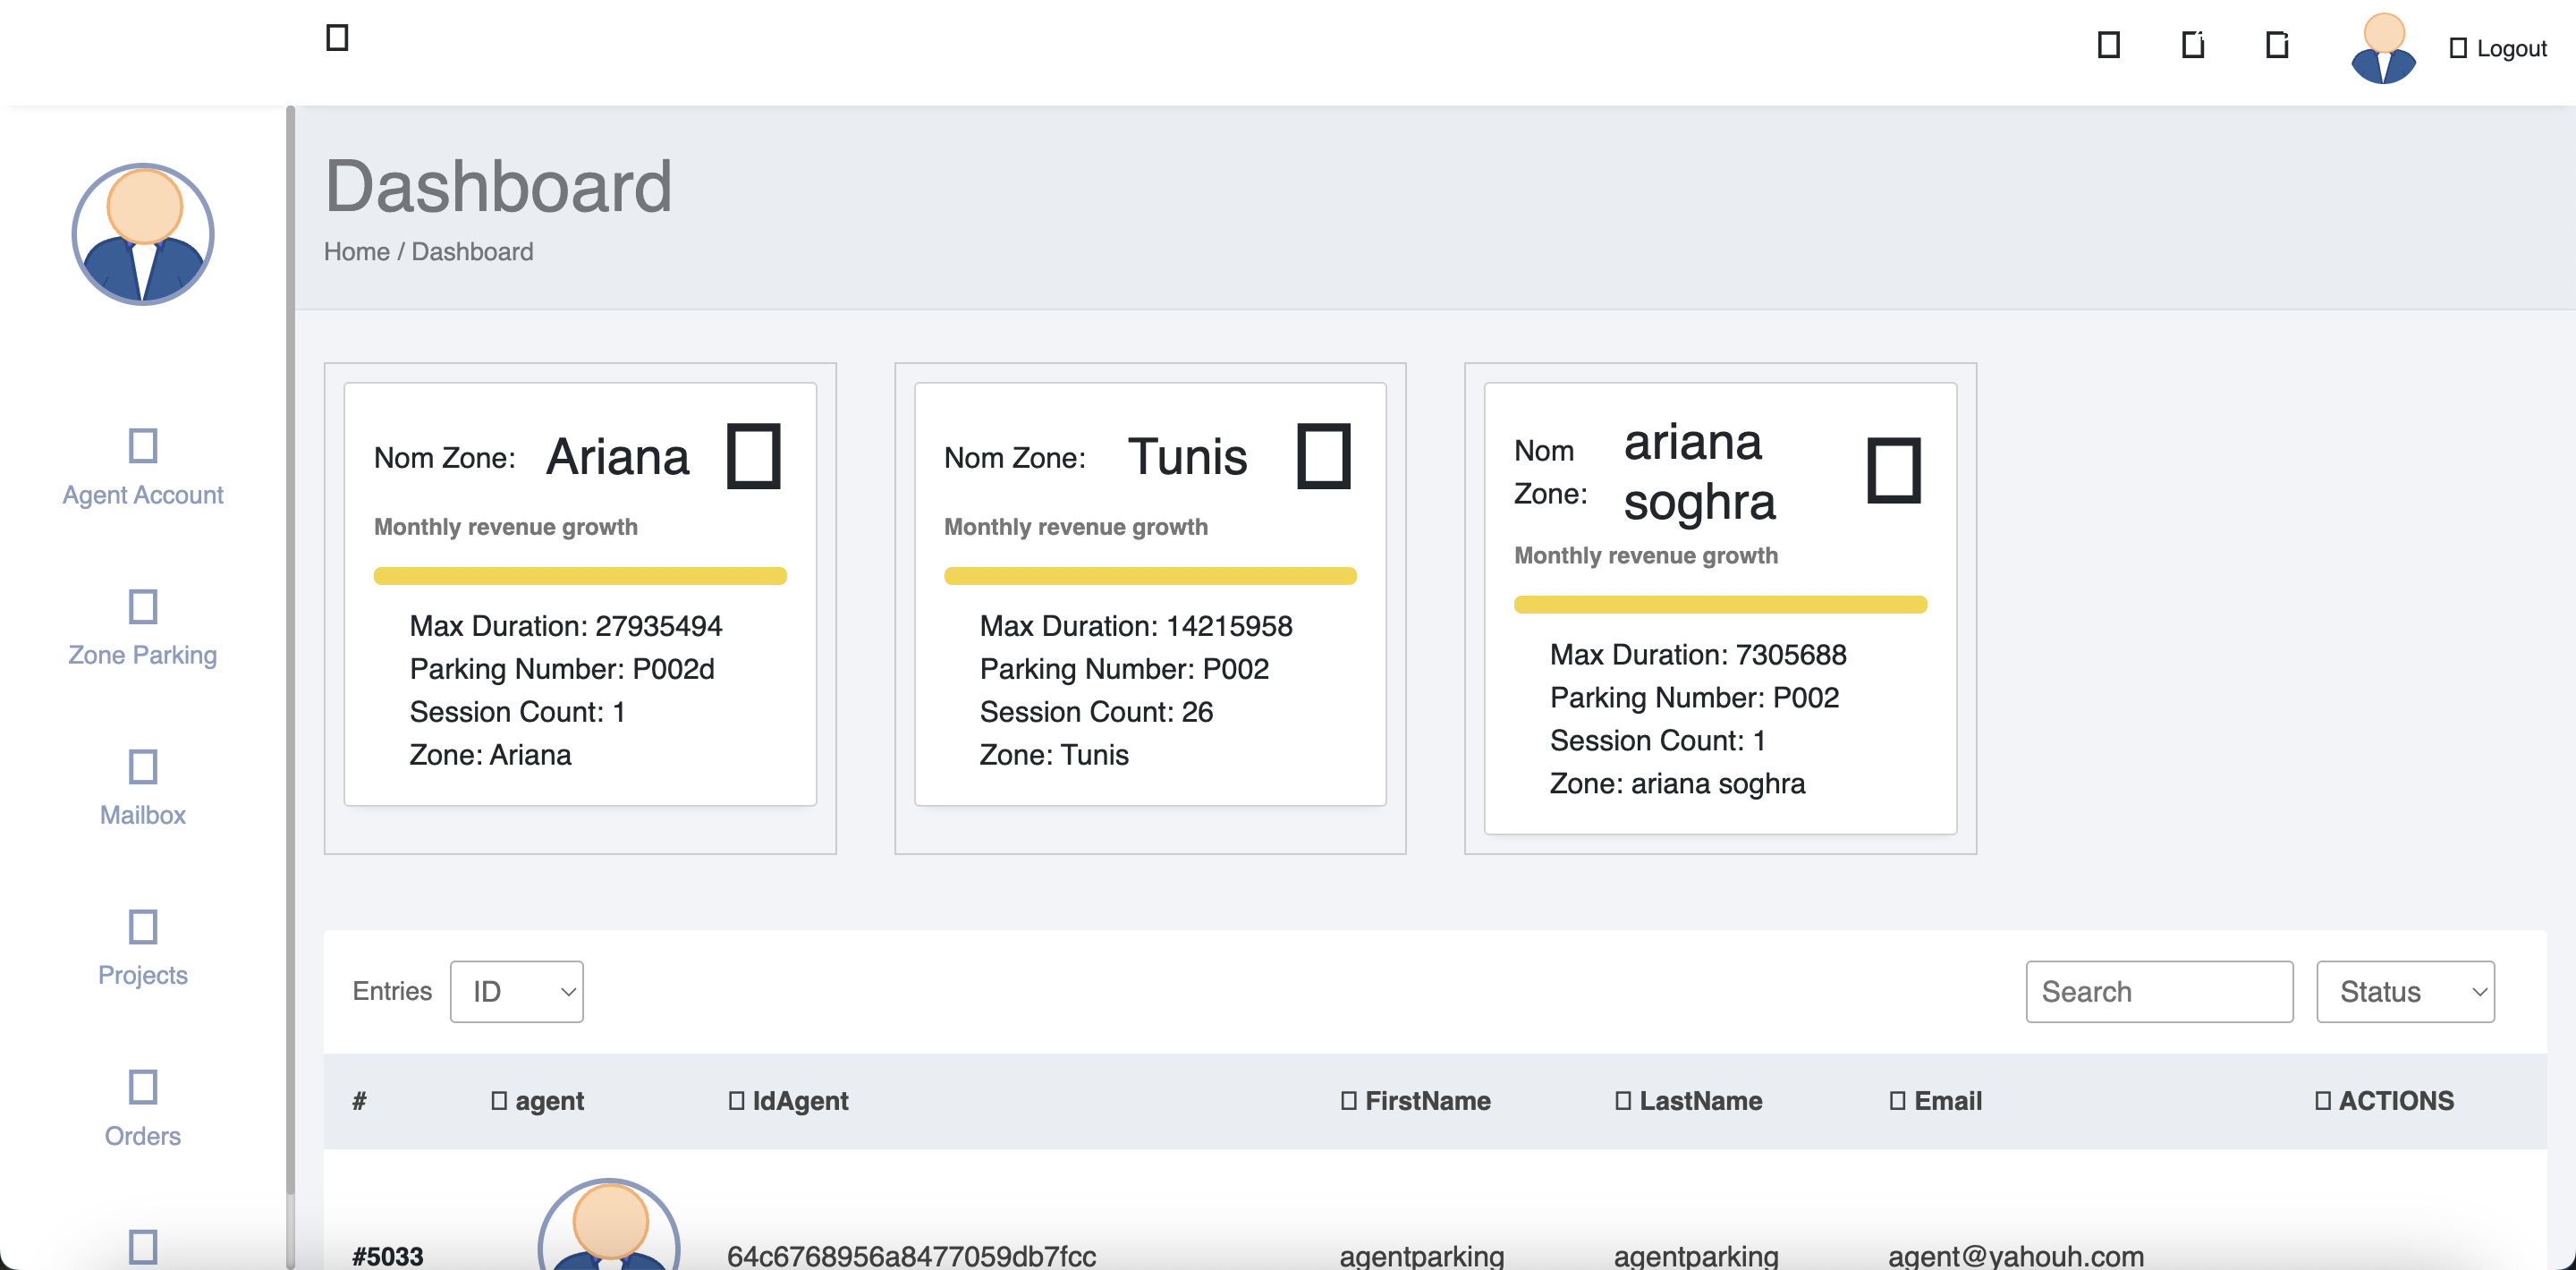 Logout
Dashboard
Home / Dashboard
Agent Account
Zone Parking
Mailbox
Projects
Orders
Nom Zone: Ariana
Monthly revenue growth
Max Duration: 27935494
Parking Number: P002d
Session Count: 1
Zone: Ariana
Nom Zone: Tunis
Monthly revenue growth
Max Duration: 14215958
Parking Number: P002
Session Count: 26
Zone: Tunis
Nom
Zone:
ariana
soghra
Monthly revenue growth
Max Duration: 7305688
Parking Number: P002
Session Count: 1
Zone: ariana soghra
Entries ID Search Status
# agent IdAgent FirstName LastName Email ACTIONS
#5033 64c6768956a8477059db7fcc agentparking agentparking agent@yahouh.com